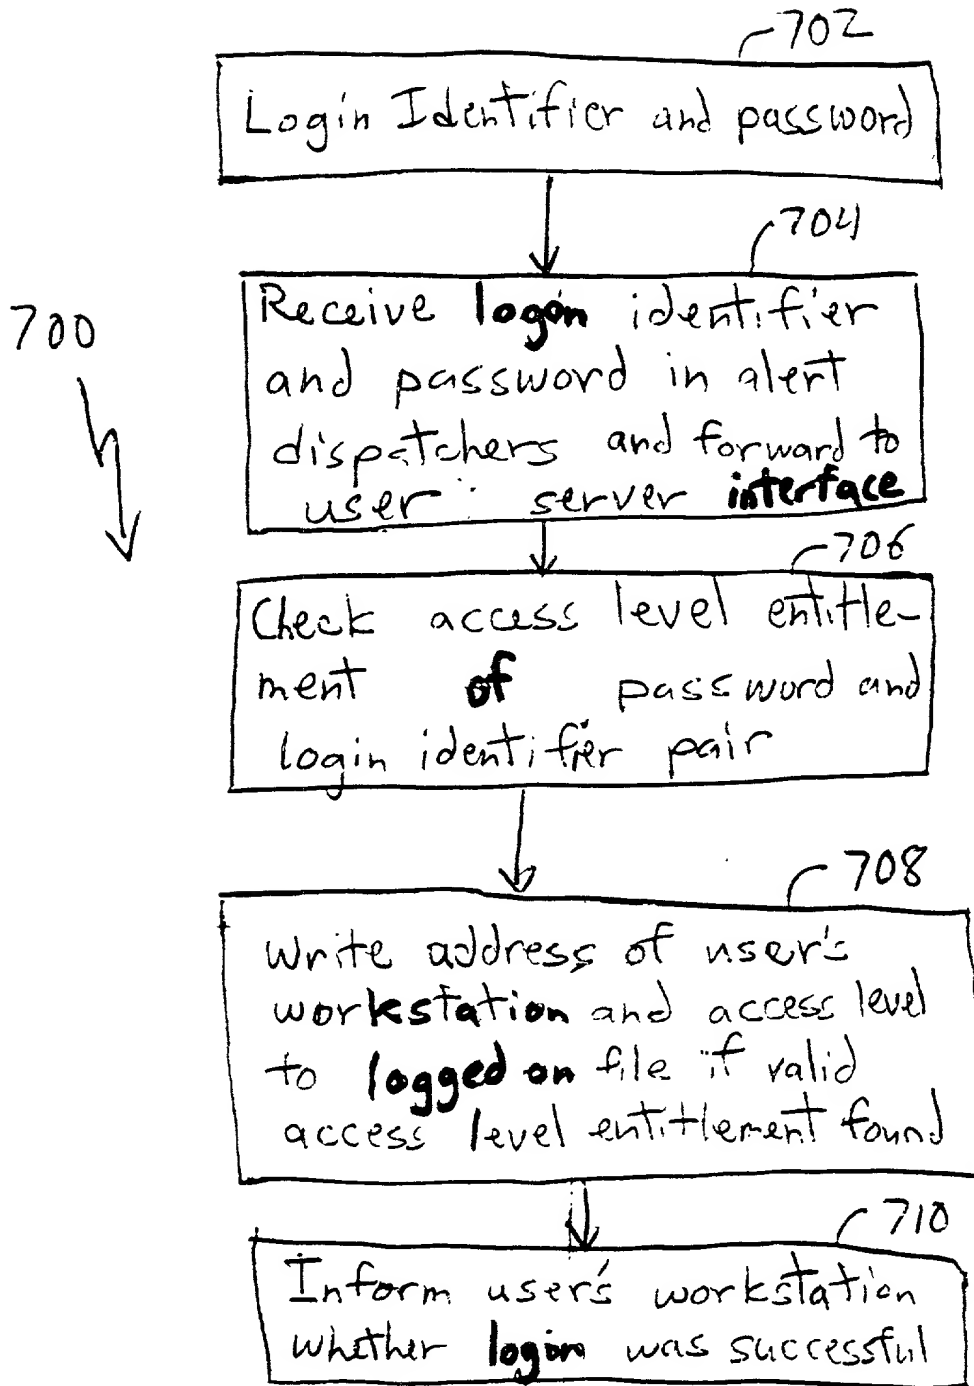 702
Login Identifier and password
704
700
Receive logon identifier
and password in alert
dispatchers and forward to
user server interface
706
Check access level entitle-
ment of password and
login identifier pair
708
Write address of user's
workstation and access level
to logged on file if valid
access level entitlement found
710
Inform user's workstation
whether login was successful